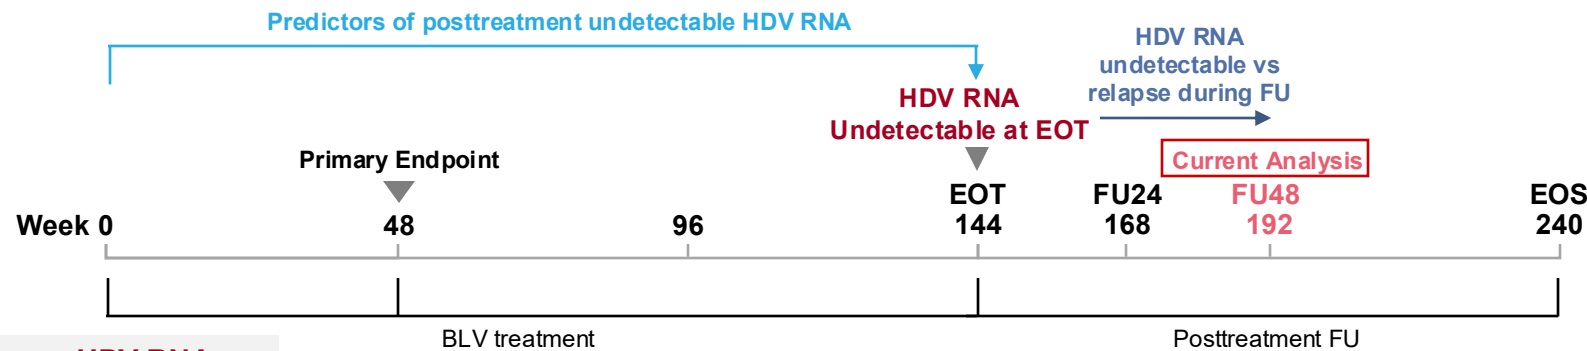 Predictors of posttreatment undetectable HDV RNA
HDV RNA
undetectable vs
relapse during FU
HDV RNA
Undetectable at EOT
Primary Endpoint
Current Analysis
EOT FU24 FU48 EOS
Week 0 48 96 144 168 192 240
BLV treatment Posttreatment FU